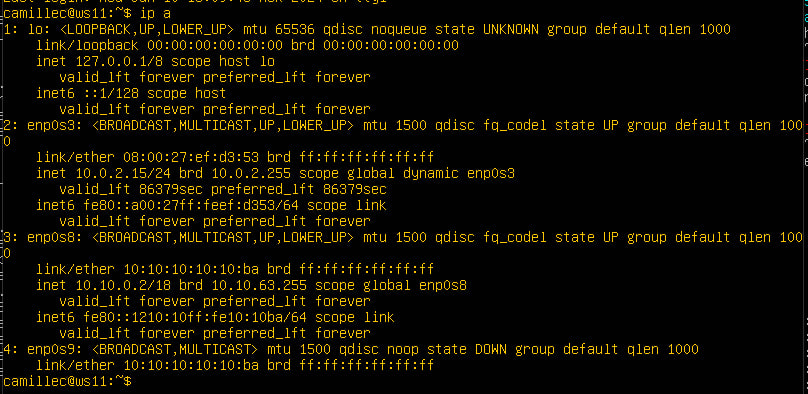 camillec@ws11:~$ ip a
1: lo: <LOOPBACK,UP,LOWER_UP> mtu 65536 qdisc noqueue state UNKNOWN group default qlen 1000
    link/loopback 00:00:00:00:00:00 brd 00:00:00:00:00:00
    inet 127.0.0.1/8 scope host lo
       valid_lft forever preferred_lft forever
    inet6 ::1/128 scope host
       valid_lft forever preferred_lft forever
2: enp0s3: <BROADCAST,MULTICAST,UP,LOWER_UP> mtu 1500 qdisc fq_codel state UP group default qlen 100
0
    link/ether 08:00:27:ef:d3:53 brd ff:ff:ff:ff:ff:ff
    inet 10.0.2.15/24 brd 10.0.2.255 scope global dynamic enp0s3
       valid_lft 86379sec preferred_lft 86379sec
    inet6 fe80::a00:27ff:feef:d353/64 scope link
       valid_lft forever preferred_lft forever
3: enp0s8: <BROADCAST,MULTICAST,UP,LOWER_UP> mtu 1500 qdisc fq_codel state UP group default qlen 100
0
    link/ether 10:10:10:10:10:ba brd ff:ff:ff:ff:ff:ff
    inet 10.10.0.2/18 brd 10.10.63.255 scope global enp0s8
       valid_lft forever preferred_lft forever
    inet6 fe80::1210:10ff:fe10:10ba/64 scope link
       valid_lft forever preferred_lft forever
4: enp0s9: <BROADCAST,MULTICAST> mtu 1500 qdisc noop state DOWN group default qlen 1000
    link/ether 10:10:10:10:10:ba brd ff:ff:ff:ff:ff:ff
camillec@ws11:~$